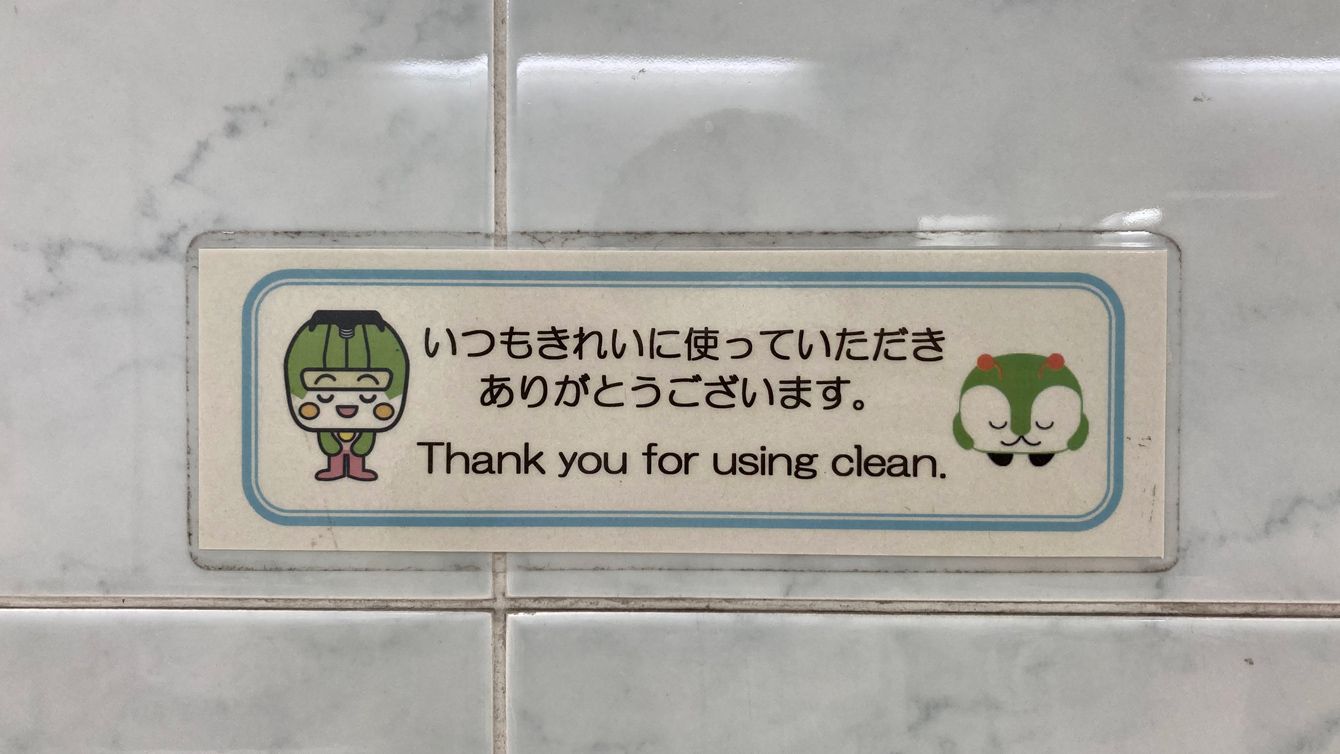 いつもきれいに使っていただき
ありがとうございます。
Thank you for using clean.